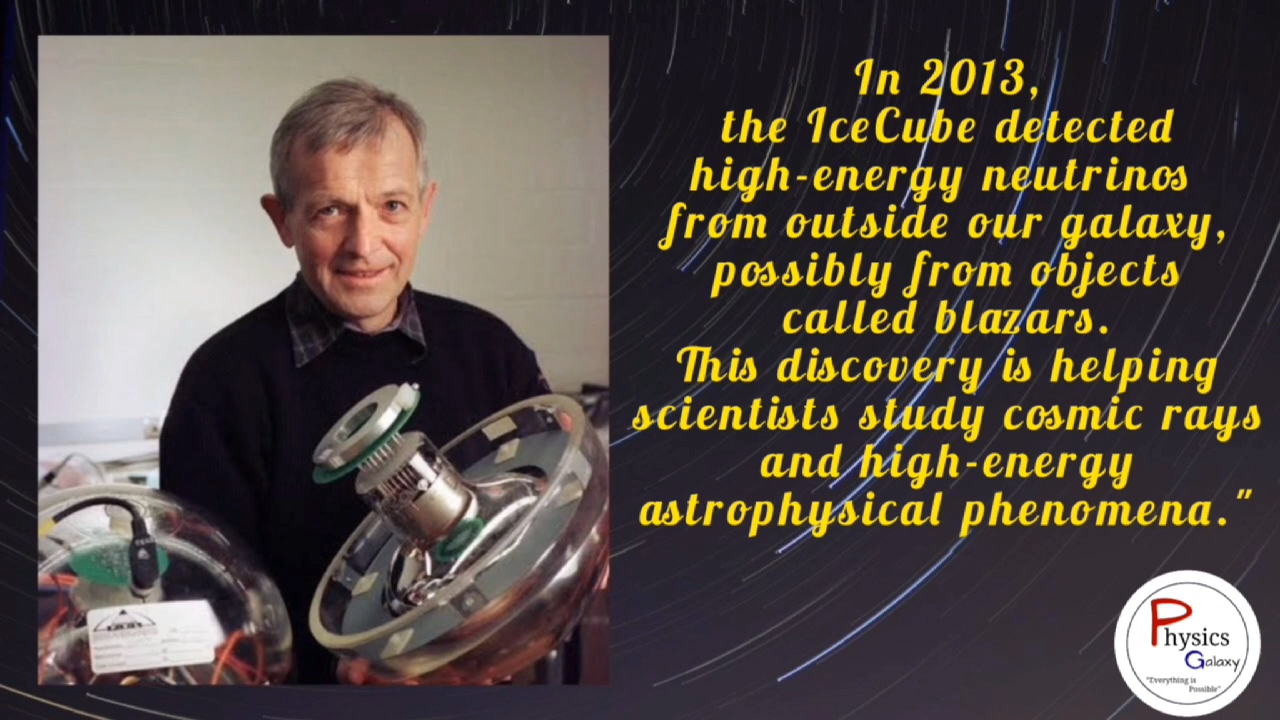 In 2013,
the IceCube detected
high-energy neutrinos
from outside our galaxy,
possibly from objects
called blazars.
This discovery is helping
scientists study cosmic rays
and high-energy
astrophysical phenomena."
Physics
Galaxy
"Everything is
Possible"